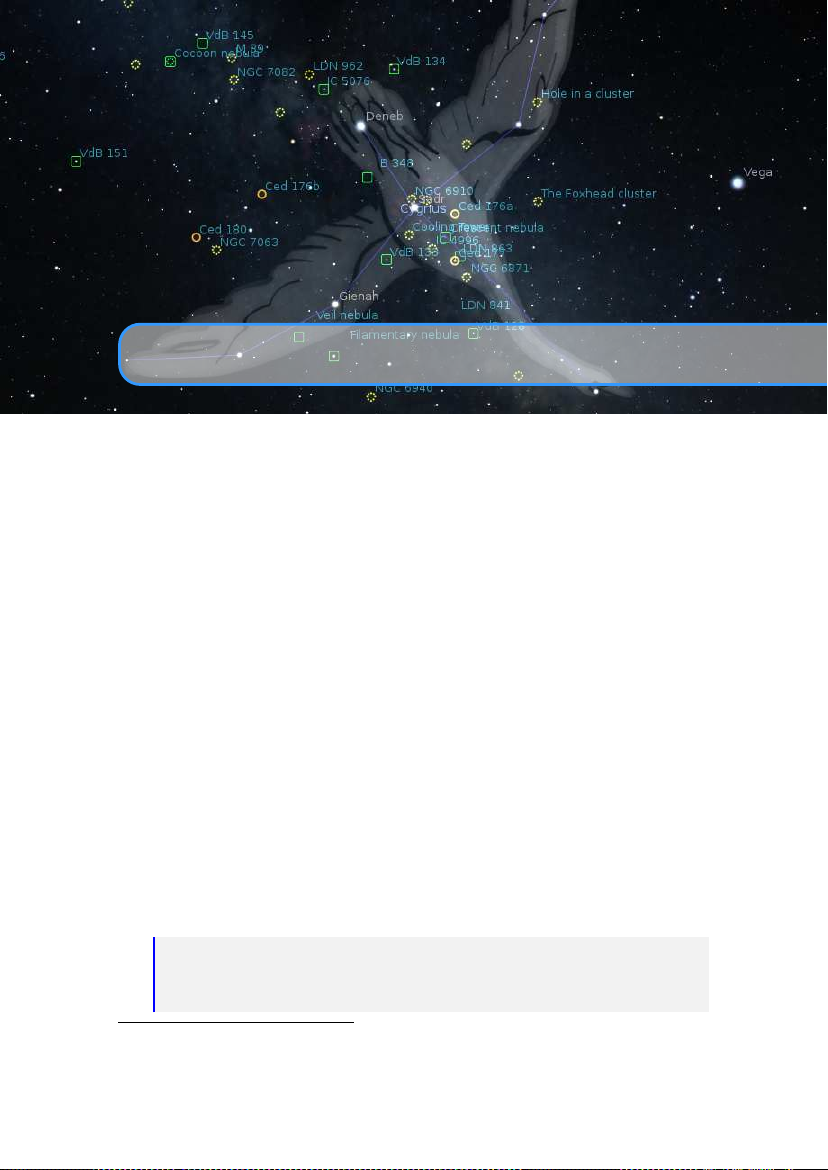 VdB 145
M 39
Cocoon nebula
LDN 962
VdB 134
NGC 7082
IC 5076
Hole in a cluster
Deneb
VdB 151
B 348
Vega
Ced 176b
NGC 6910
The Foxhead cluster
Sadr
Cygnus
Ced 176a
Ced 180
Crescent nebula
NGC 7063
IC 4996
LDN 863
VdB 133
NGC 6871
Gienah
LDN 841
Veil nebula
VdB 128
Filamentary nebula
NGC 6940